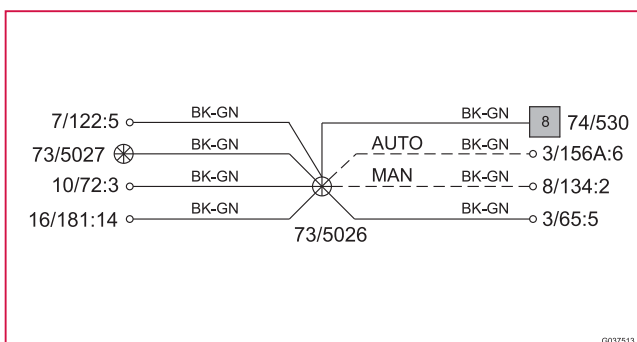 7/122:5 BK-GN BK-GN 8 74/530
73/5027 BK-GN AUTO BK-GN 3/156A:6
10/72:3 BK-GN MAN BK-GN 8/134:2
16/181:14 BK-GN BK-GN 3/65:5
73/5026
G037513